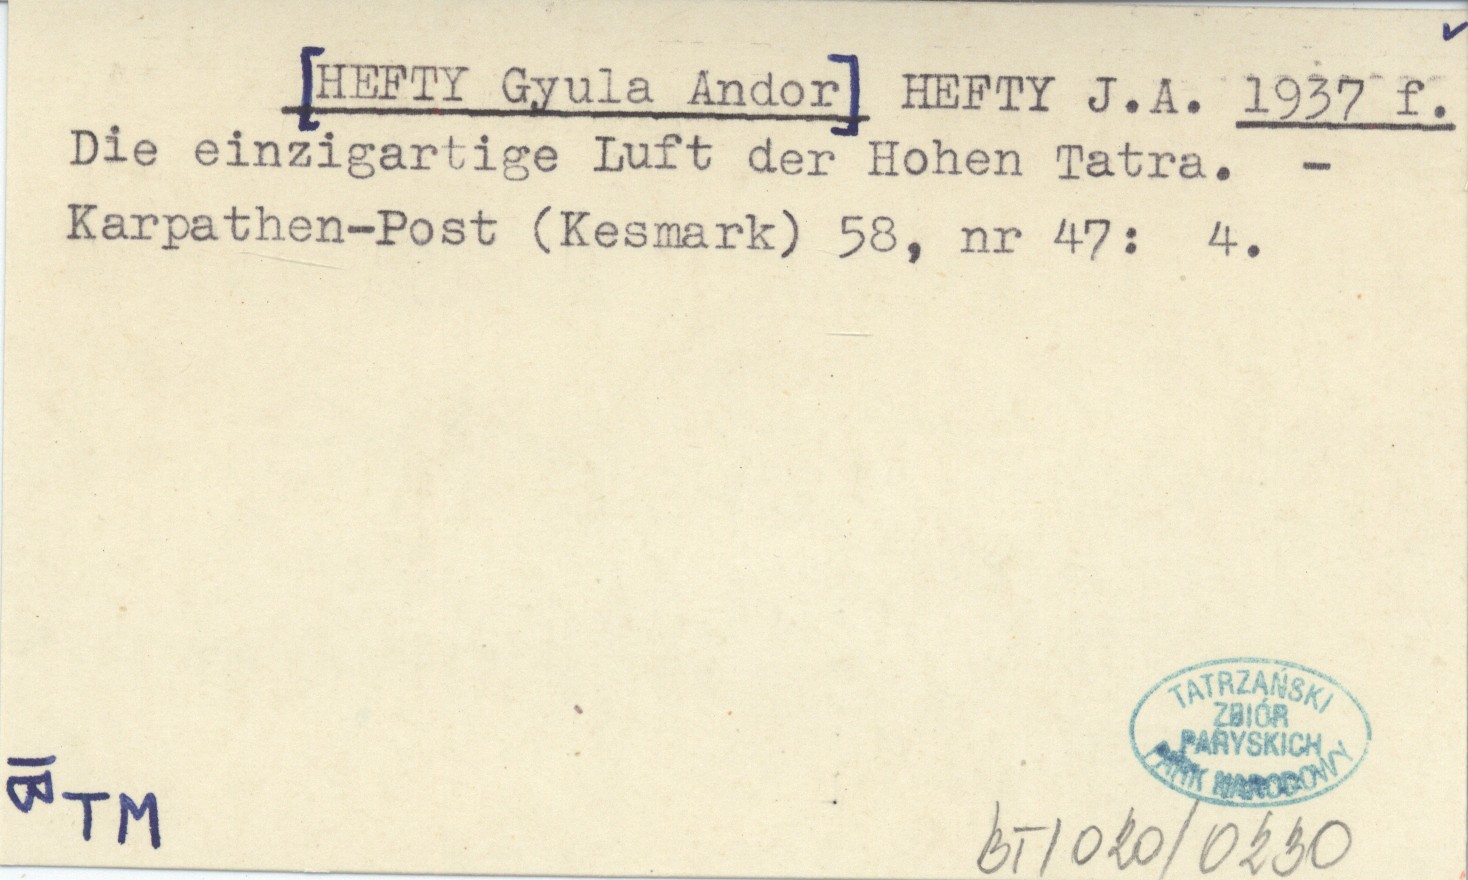 [HEFTY Gyula Andor] HEFTY J.A. 1937 f.
Die einzigartige Luft der Hohen Tatra. -
Karpathen-Post (Kesmark) 58, nr 47: 4.
TATRZAŃSKI
ZBIÓR
PARYSKICH
PARK NARODOWY
TM
BT/020/0230